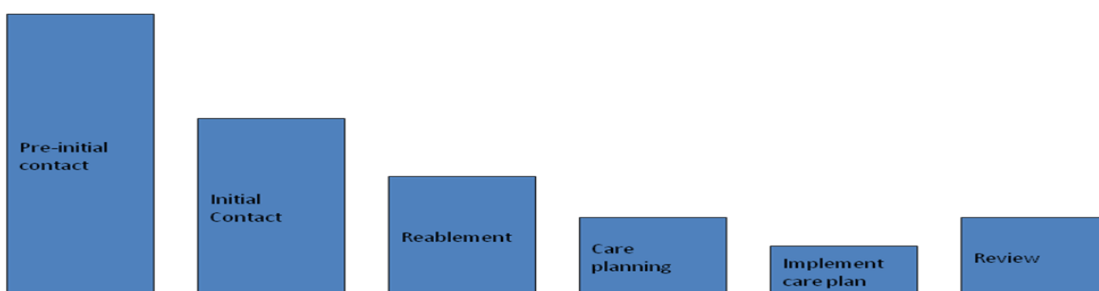 Pre-initial
contact
Initial
Contact
Reablement
Care
planning
Implement
care plan
Review